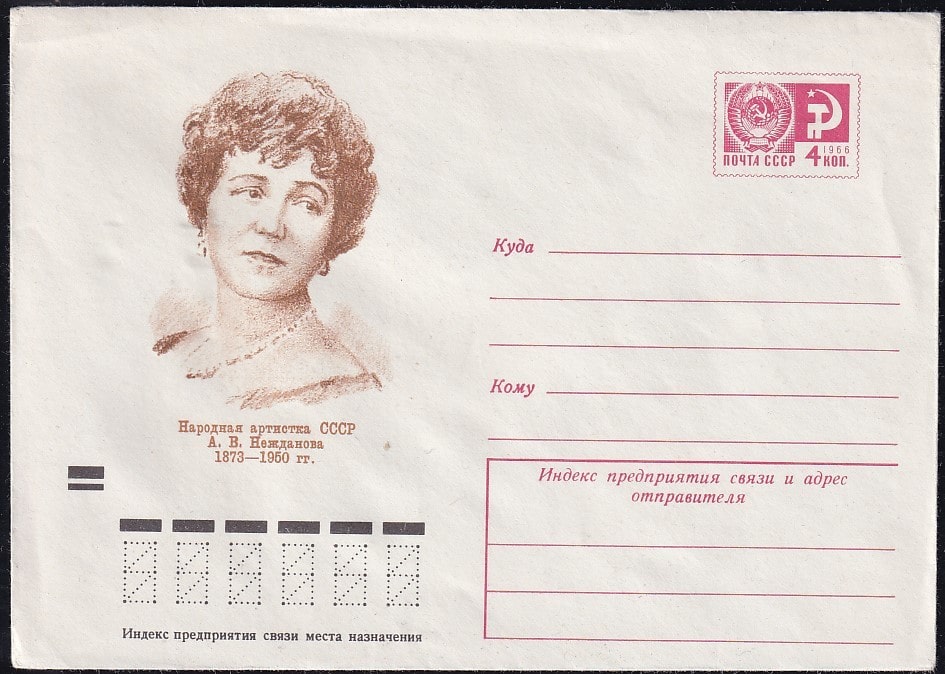 1966
ПОЧТА СССР 4 КОП.
Куда
Кому
Народная артистка СССР
А. В. Нежданова
1873—1950 гг.
Индекс предприятия связи и адрес
отправителя
Индекс предприятия связи места назначения